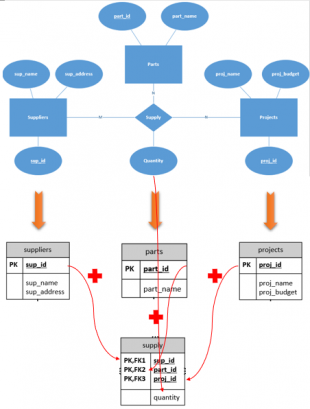 part_id
part_name
sup_name
sup_address
Parts
proj_name
proj_budget
Suppliers
M
Supply
K
Projects
N
sup_id
Quantity
proj_id
suppliers
PK sup_id
sup_name
sup_address
parts
PK part_id
part_name
projects
PK proj_id
proj_name
proj_budget
supply
PK,FK1 sup_id
PK,FK2 part_id
PK,FK3 proj_id
quantity